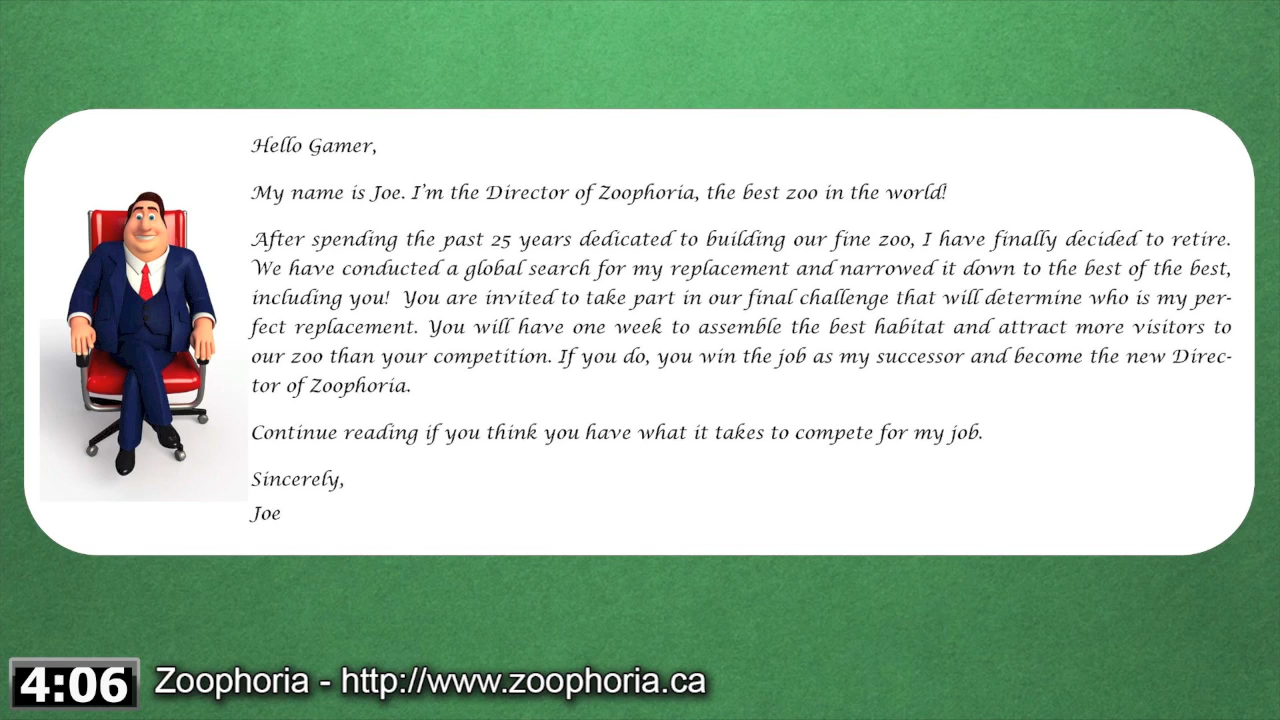 Hello Gamer,
My name is Joe. I'm the Director of Zoophoria, the best zoo in the world!
After spending the past 25 years dedicated to building our fine zoo, I have finally decided to retire.
We have conducted a global search for my replacement and narrowed it down to the best of the best,
including you! You are invited to take part in our final challenge that will determine who is my per-
fect replacement. You will have one week to assemble the best habitat and attract more visitors to
our zoo than your competition. If you do, you win the job as my successor and become the new Direc-
tor of Zoophoria.
Continue reading if you think you have what it takes to compete for my job.
Sincerely,
Joe
4:06 Zoophoria - http://www.zoophoria.ca